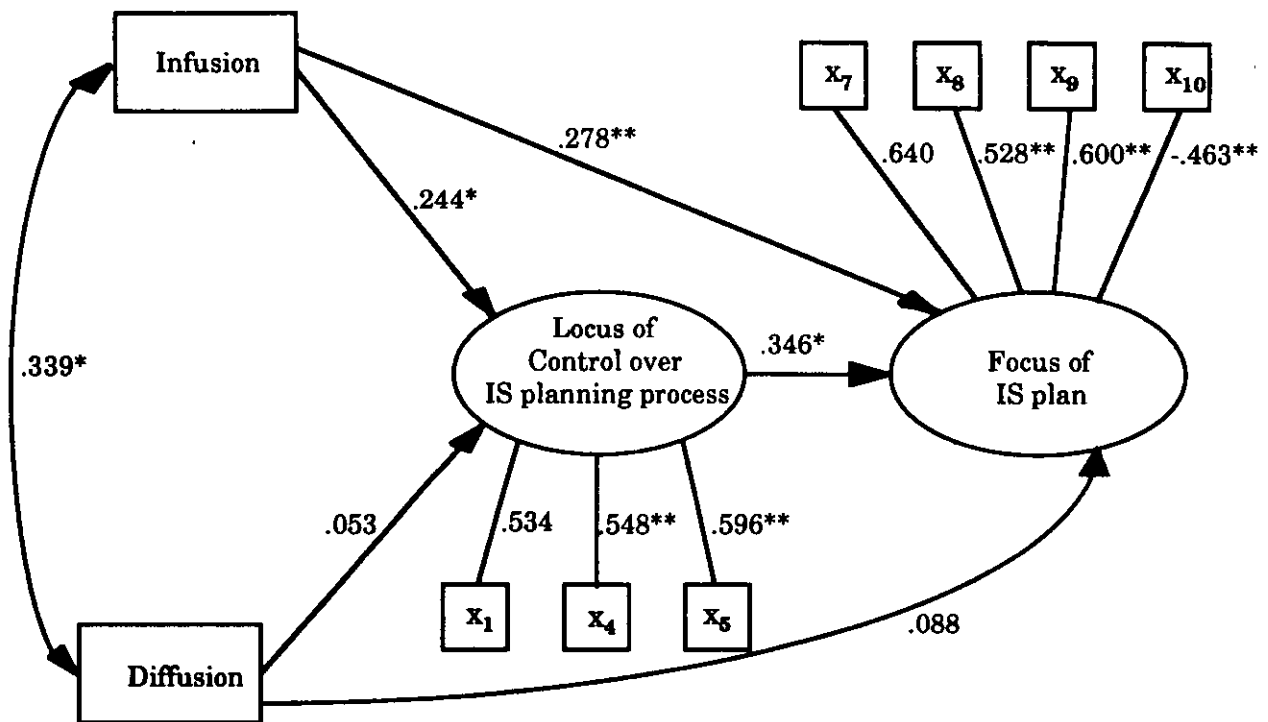 Infusion
x7
x8
x9
x10
.278**
.640
.528**
.600**
-.463**
.244*
.339*
Locus of
Control over
IS planning process
.346*
Focus of
IS plan
.053
.534
.548**
.596**
x1
x4
x5
.088
Diffusion